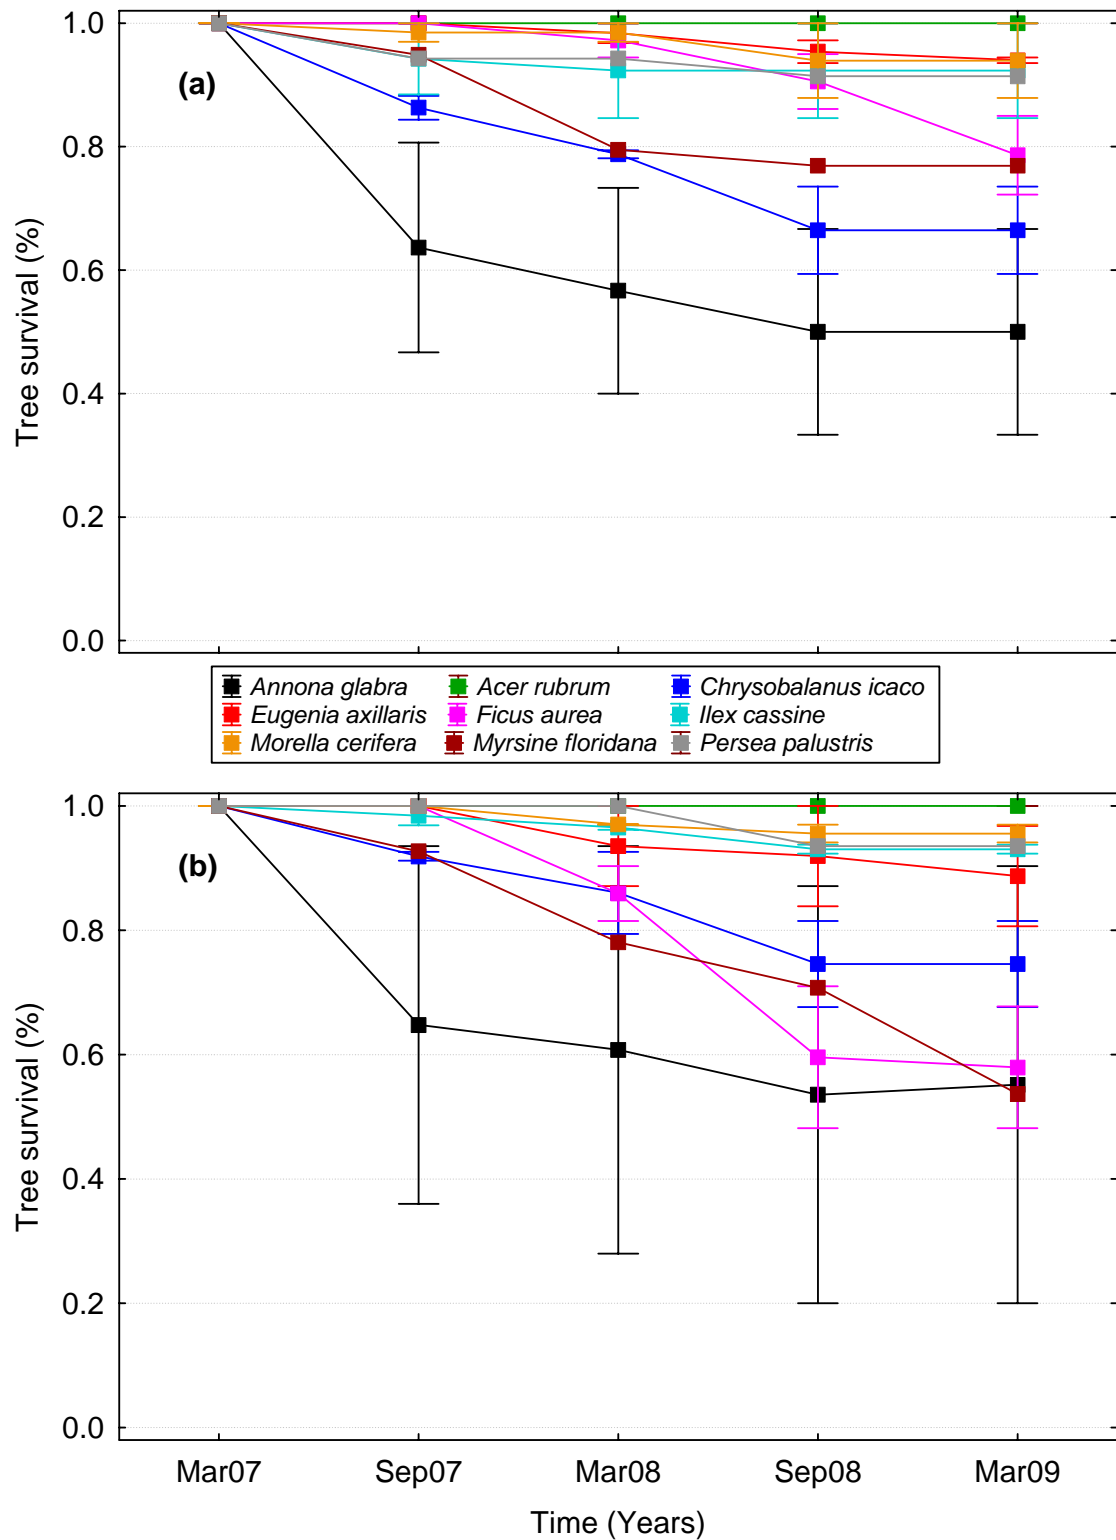 1.0
(a)
0.8
0.6
0.4
0.2
0.0
Tree survival (%)
Annona glabra Acer rubrum Chrysobalanus icaco
Eugenia axillaris Ficus aurea Ilex cassine
Morella cerifera Myrsine floridana Persea palustris
1.0
(b)
0.8
0.6
0.4
0.2
0.0
Tree survival (%)
Mar07 Sep07 Mar08 Sep08 Mar09
Time (Years)